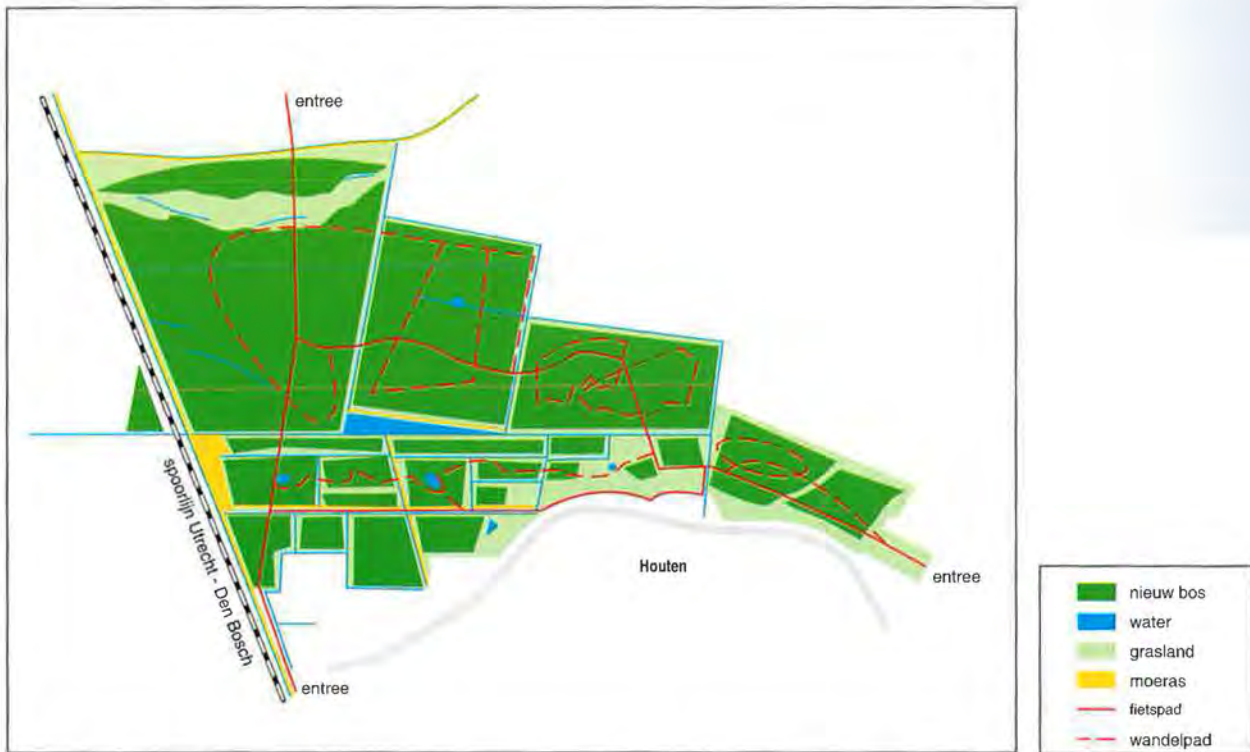 entree
spoorlijn Utrecht - Den Bosch
Houten
entree
entree
nieuw bos
water
grasland
moeras
fietspad
wandelpad